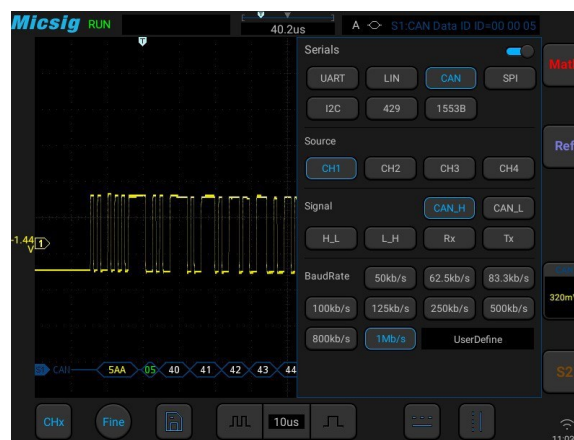 Micsig RUN 40.2us A S1:CAN Data ID ID=00 00 05
Serials
UART LIN CAN SPI
I2C 429 1553B
Source
CH1 CH2 CH3 CH4
Signal CAN_H CAN_L
H_L L_H Rx Tx
BaudRate 50kb/s 62.5kb/s 83.3kb/s
100kb/s 125kb/s 250kb/s 500kb/s
800kb/s 1Mb/s UserDefine
Math
Ref
-1.44
V 1
320m
S1 CAN 5AA 05 40 41 42 43 44
S2
CHx Fine 10us